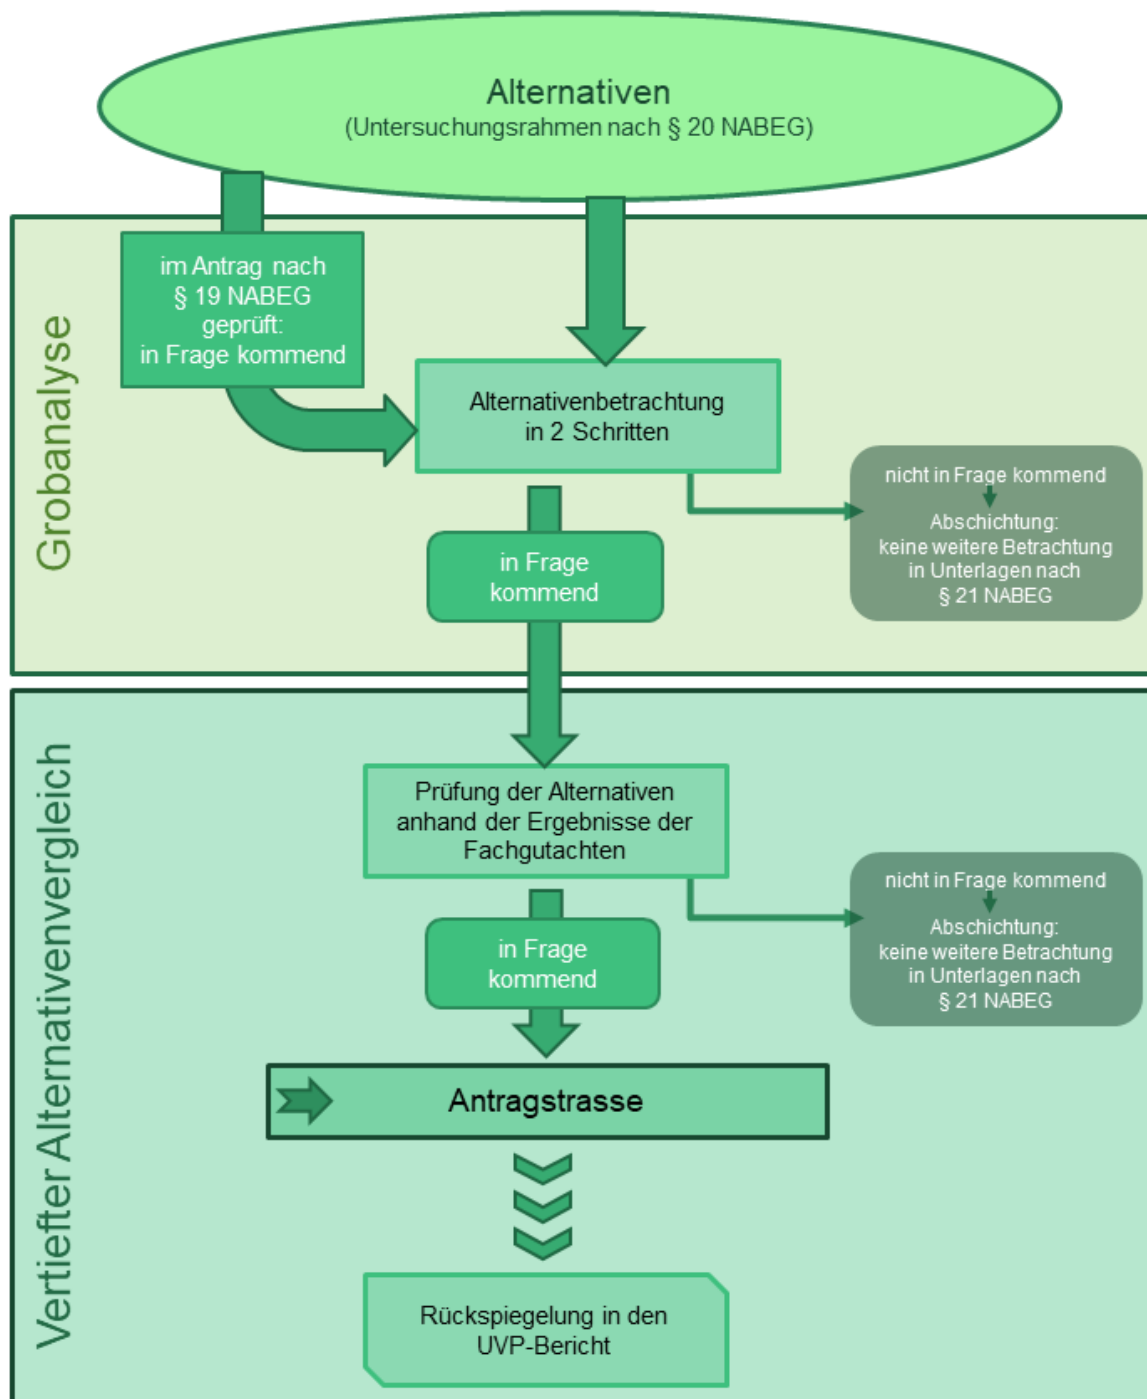 Alternativen
(Untersuchungsrahmen nach § 20 NABEG)
Grobanalyse
im Antrag nach
§ 19 NABEG
geprüft:
in Frage kommend
Alternativenbetrachtung
in 2 Schritten
nicht in Frage kommend
Abschichtung:
keine weitere Betrachtung
in Unterlagen nach
§ 21 NABEG
in Frage
kommend
Vertiefter Alternativenvergleich
Prüfung der Alternativen
anhand der Ergebnisse der
Fachgutachten
nicht in Frage kommend
Abschichtung:
keine weitere Betrachtung
in Unterlagen nach
§ 21 NABEG
in Frage
kommend
Antragstrasse
Rückspiegelung in den
UVP-Bericht